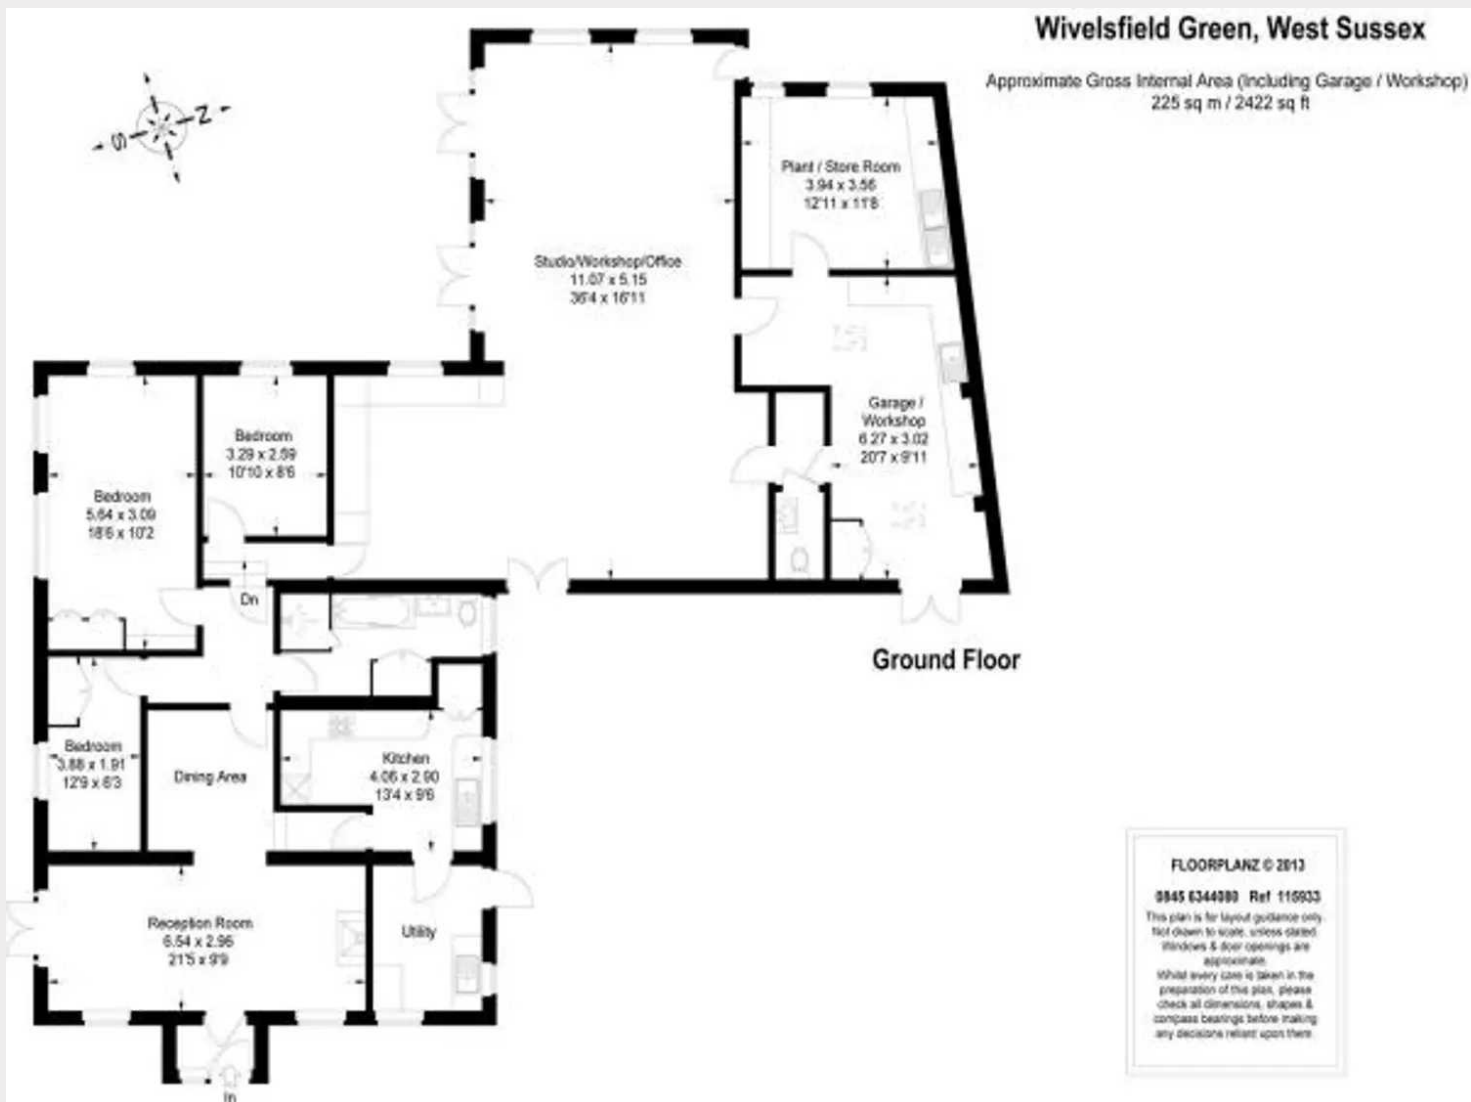 Wivelsfield Green, West Sussex
Approximate Gross Internal Area (Including Garage / Workshop)
225 sq m / 2422 sq ft
N
S
Plant / Store Room
3.94 x 3.56
12'11 x 11'8
Studio/Workshop/Office
11.07 x 5.15
36'4 x 16'11
Garage /
Workshop
6.27 x 3.02
20'7 x 9'11
Bedroom
3.29 x 2.59
10'10 x 8'6
Bedroom
5.64 x 3.09
18'6 x 10'2
Dn
Ground Floor
Bedroom
3.88 x 1.91
12'9 x 6'3
Dining Area
Kitchen
4.06 x 2.90
13'4 x 9'6
Reception Room
6.54 x 2.96
21'5 x 9'9
Utility
In
FLOORPLANZ © 2013
0845 6344080 Ref 115933
This plan is for layout guidance only.
Not drawn to scale, unless stated.
Windows & door openings are
approximate.
Whilst every care is taken in the
preparation of this plan, please
check all dimensions, shapes &
compass bearings before making
any decisions reliant upon them.